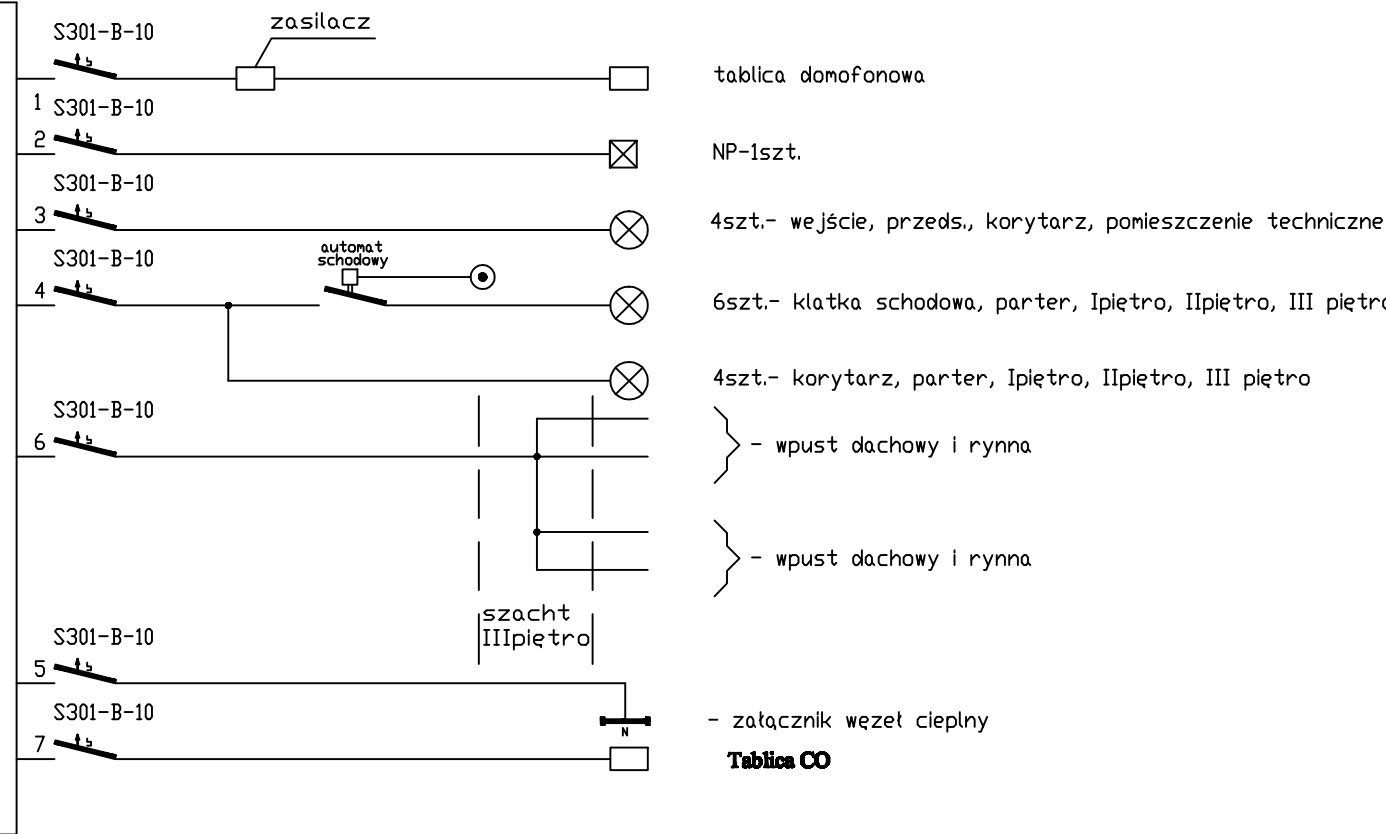 S301-B-10
zasilacz
tablica domofonowa
1
S301-B-10
2
NP-1szt.
S301-B-10
3
4szt.- wejście, przeds., korytarz, pomieszczenie techniczne
S301-B-10
automat
schodowy
4
6szt.- klatka schodowa, parter, Ipiętro, IIpiętro, III piętro
4szt.- korytarz, parter, Ipiętro, IIpiętro, III piętro
S301-B-10
6
- wpust dachowy i rynna
- wpust dachowy i rynna
szacht
IIIpiętro
S301-B-10
5
S301-B-10
N
- załącznik węzeł cieplny
7
Tablica CO